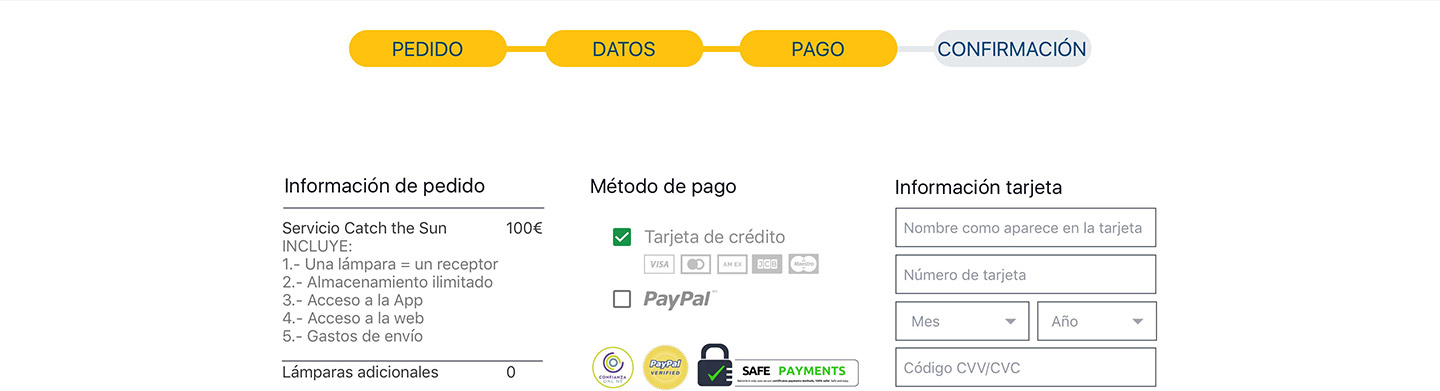 PEDIDO DATOS PAGO CONFIRMACIÓN
Información de pedido
Servicio Catch the Sun 100€
INCLUYE:
1.- Una lámpara = un receptor
2.- Almacenamiento ilimitado
3.- Acceso a la App
4.- Acceso a la web
5.- Gastos de envío
Lámparas adicionales 0
Método de pago
Tarjeta de crédito
VISA AM EX JCB Maestro
PayPal
CONFIANZA ONLINE
PayPal VERIFIED
SAFE PAYMENTS
Información tarjeta
Nombre como aparece en la tarjeta
Número de tarjeta
Mes Año
Código CVV/CVC